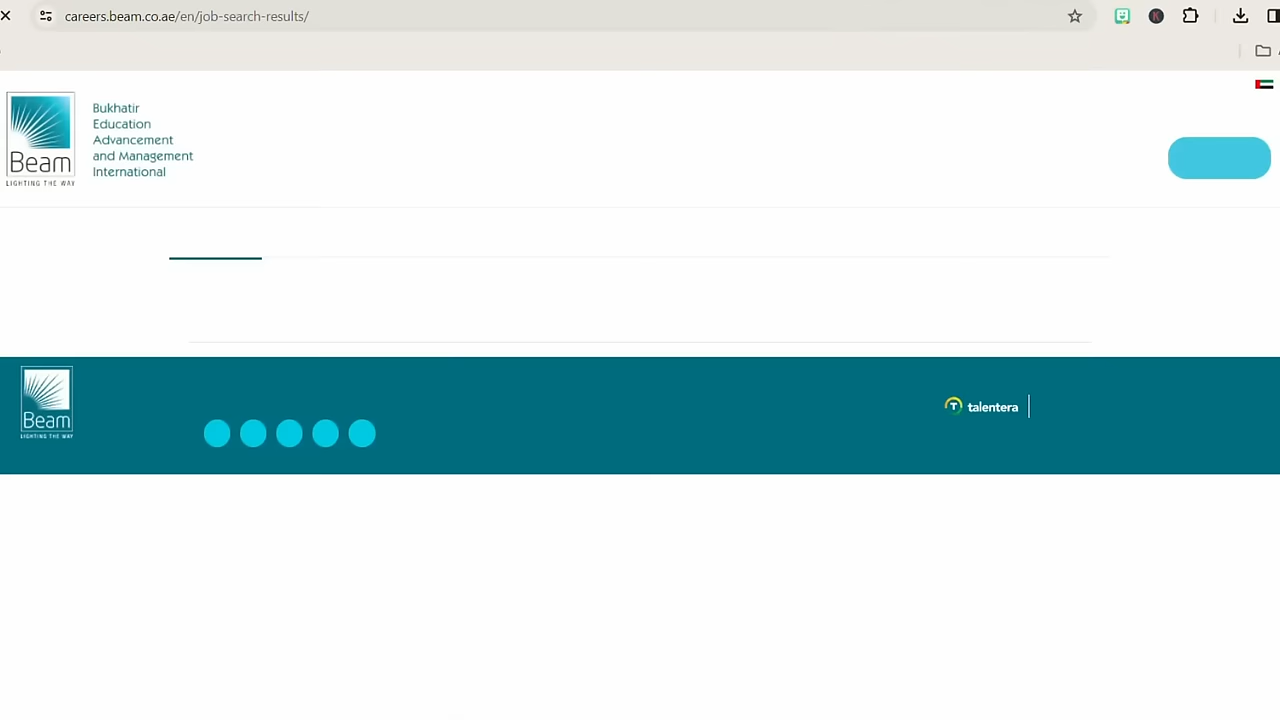 careers.beam.co.ae/en/job-search-results/
Bukhatir
Education
Advancement
and Management
International
Beam
LIGHTING THE WAY
Beam
LIGHTING THE WAY
T talentera
K